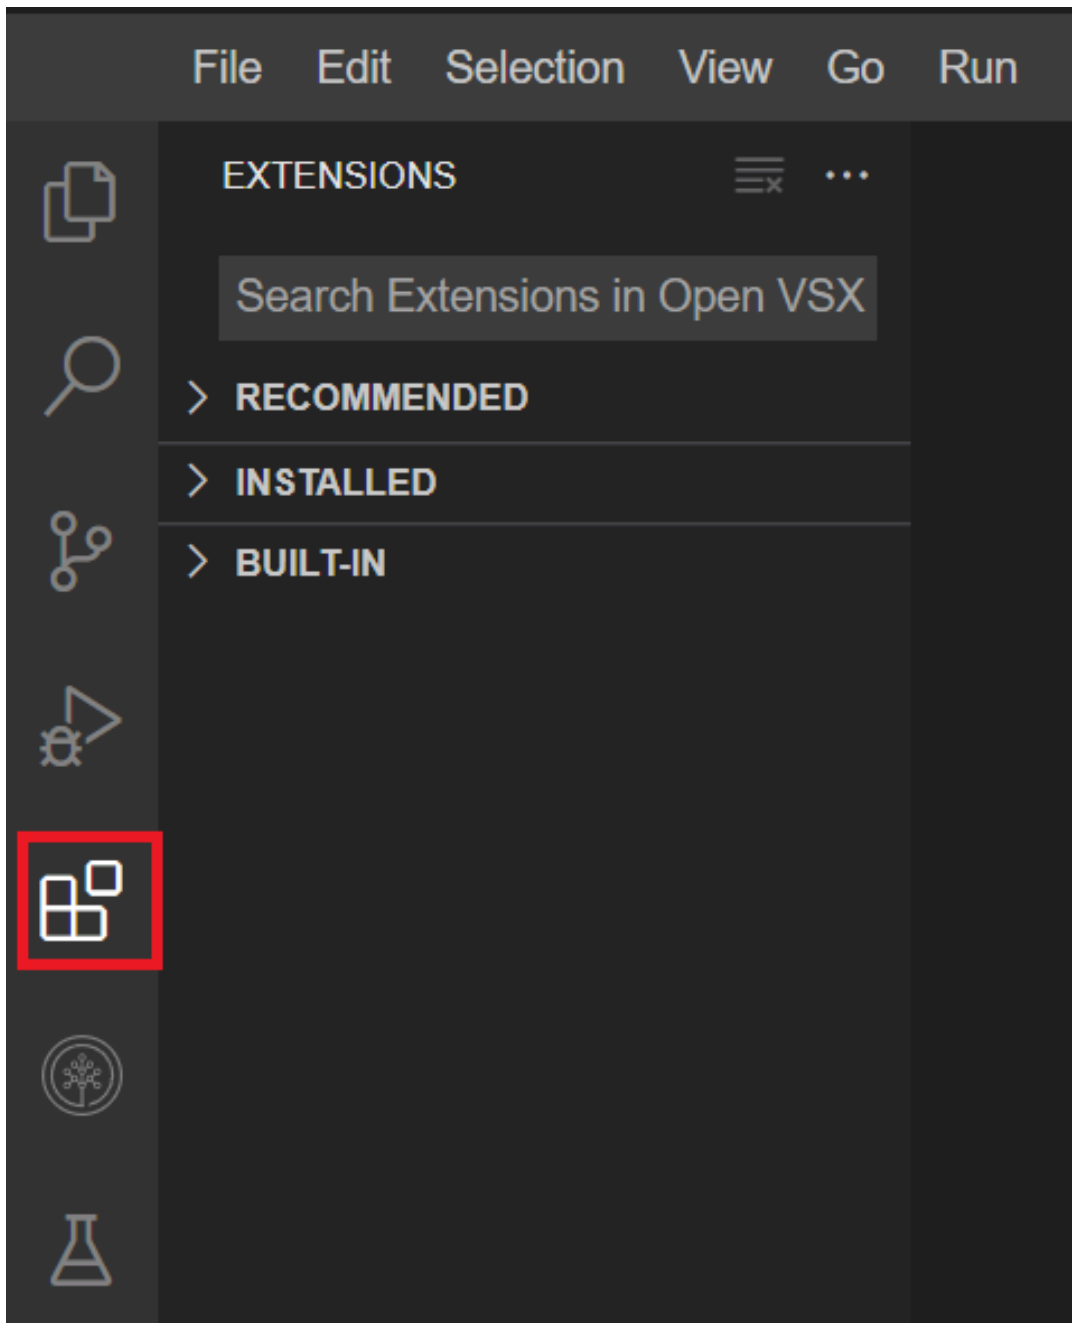 File Edit Selection View Go Run
EXTENSIONS
Search Extensions in Open VSX
RECOMMENDED
INSTALLED
BUILT-IN